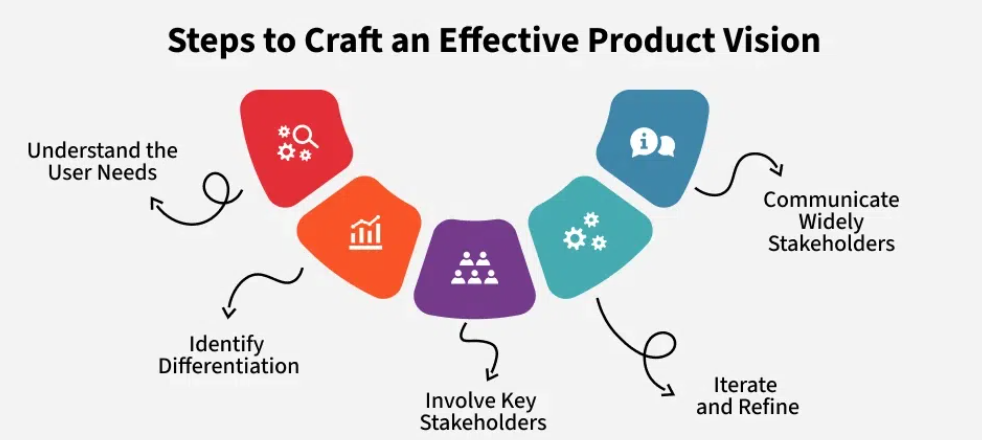 Steps to Craft an Effective Product Vision
Understand the
User Needs
Identify
Differentiation
Involve Key
Stakeholders
Iterate
and Refine
Communicate
Widely
Stakeholders